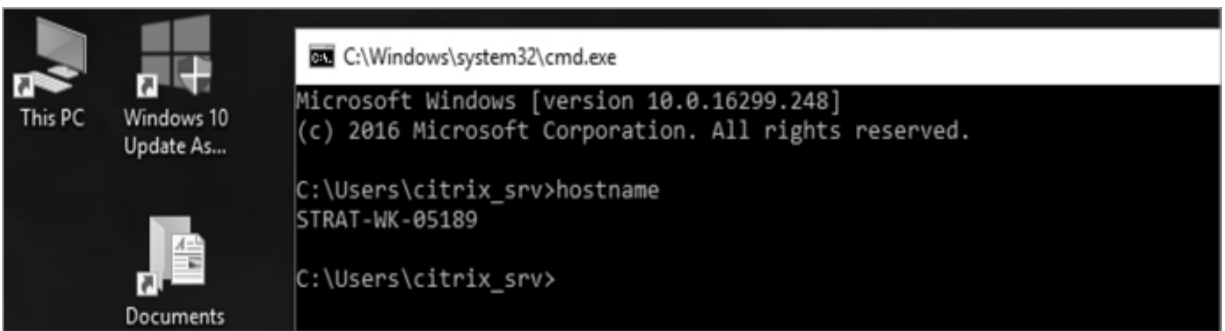 C:\Windows\system32\cmd.exe
Microsoft Windows [version 10.0.16299.248]
(c) 2016 Microsoft Corporation. All rights reserved.
C:\Users\citrix_srv>hostname
STRAT-WK-05189
C:\Users\citrix_srv>
This PC
Windows 10
Update As...
Documents